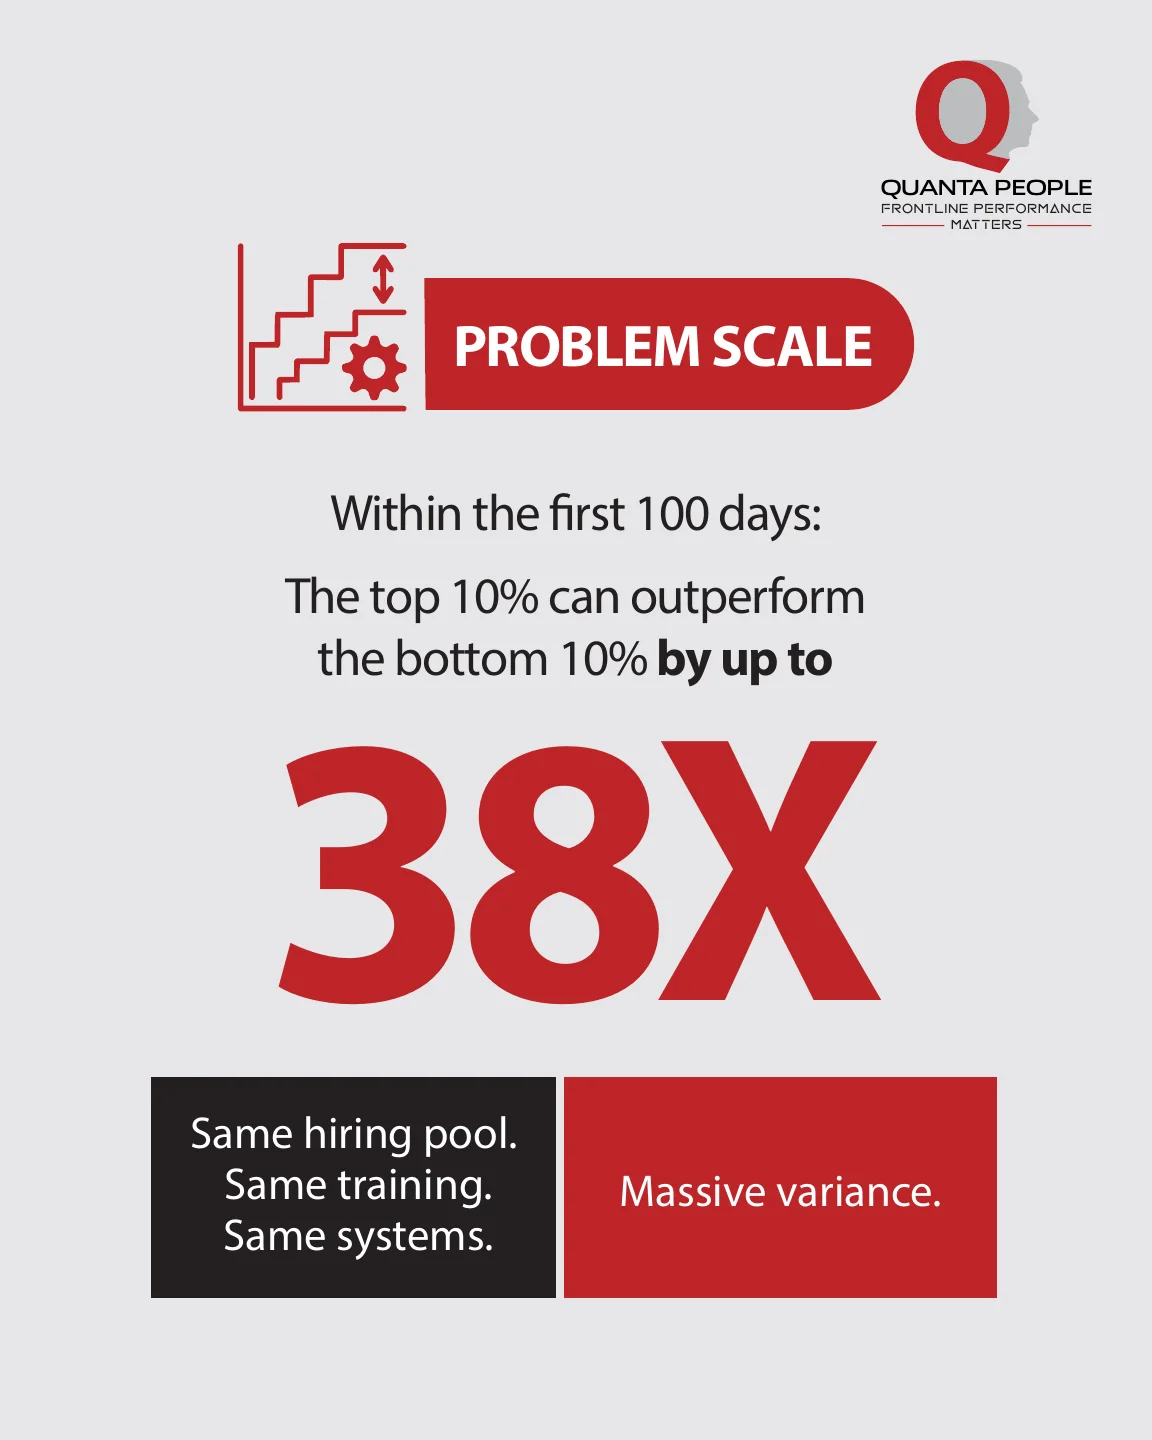 QUANTA PEOPLE
FRONTLINE PERFORMANCE
MATTERS
PROBLEM SCALE
Within the first 100 days:
The top 10% can outperform
the bottom 10% by up to
38X
Same hiring pool.
Same training.
Same systems.
Massive variance.